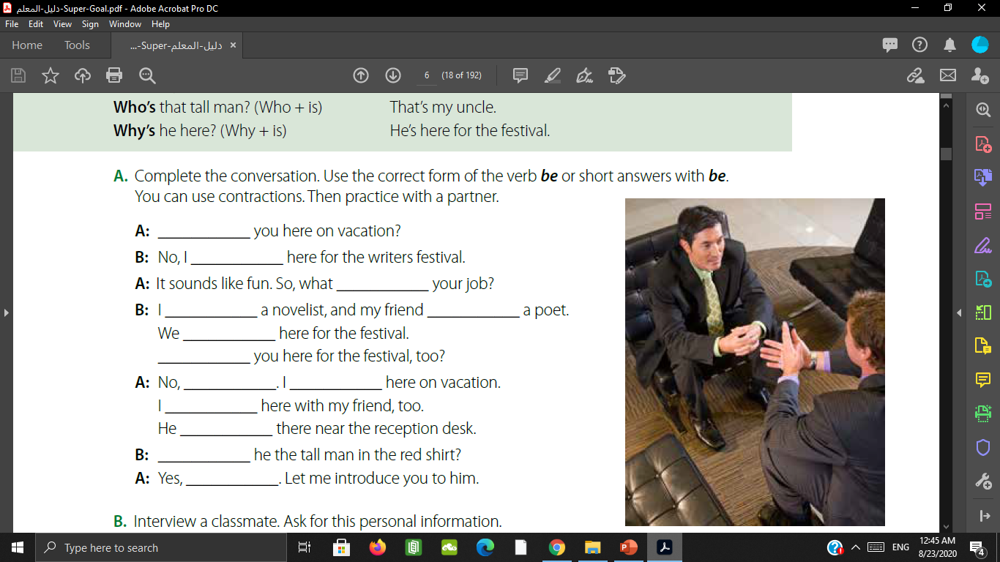 دليل-المعلم-Super-Goal.pdf - Adobe Acrobat Pro DC
File Edit View Sign Window Help
Home Tools دليل-المعلم-Super-... ×
6 (18 of 192)
Who's that tall man? (Who + is) That's my uncle.
Why's he here? (Why + is) He's here for the festival.
A. Complete the conversation. Use the correct form of the verb be or short answers with be.
You can use contractions. Then practice with a partner.
A: ____________ you here on vacation?
B: No, I ____________ here for the writers festival.
A: It sounds like fun. So, what ____________ your job?
B: I ____________ a novelist, and my friend ____________ a poet.
We ____________ here for the festival.
____________ you here for the festival, too?
A: No, ____________. I ____________ here on vacation.
I ____________ here with my friend, too.
He ____________ there near the reception desk.
B: ____________ he the tall man in the red shirt?
A: Yes, ____________. Let me introduce you to him.
B. Interview a classmate. Ask for this personal information.
Type here to search
ENG
12:45 AM
8/23/2020
4